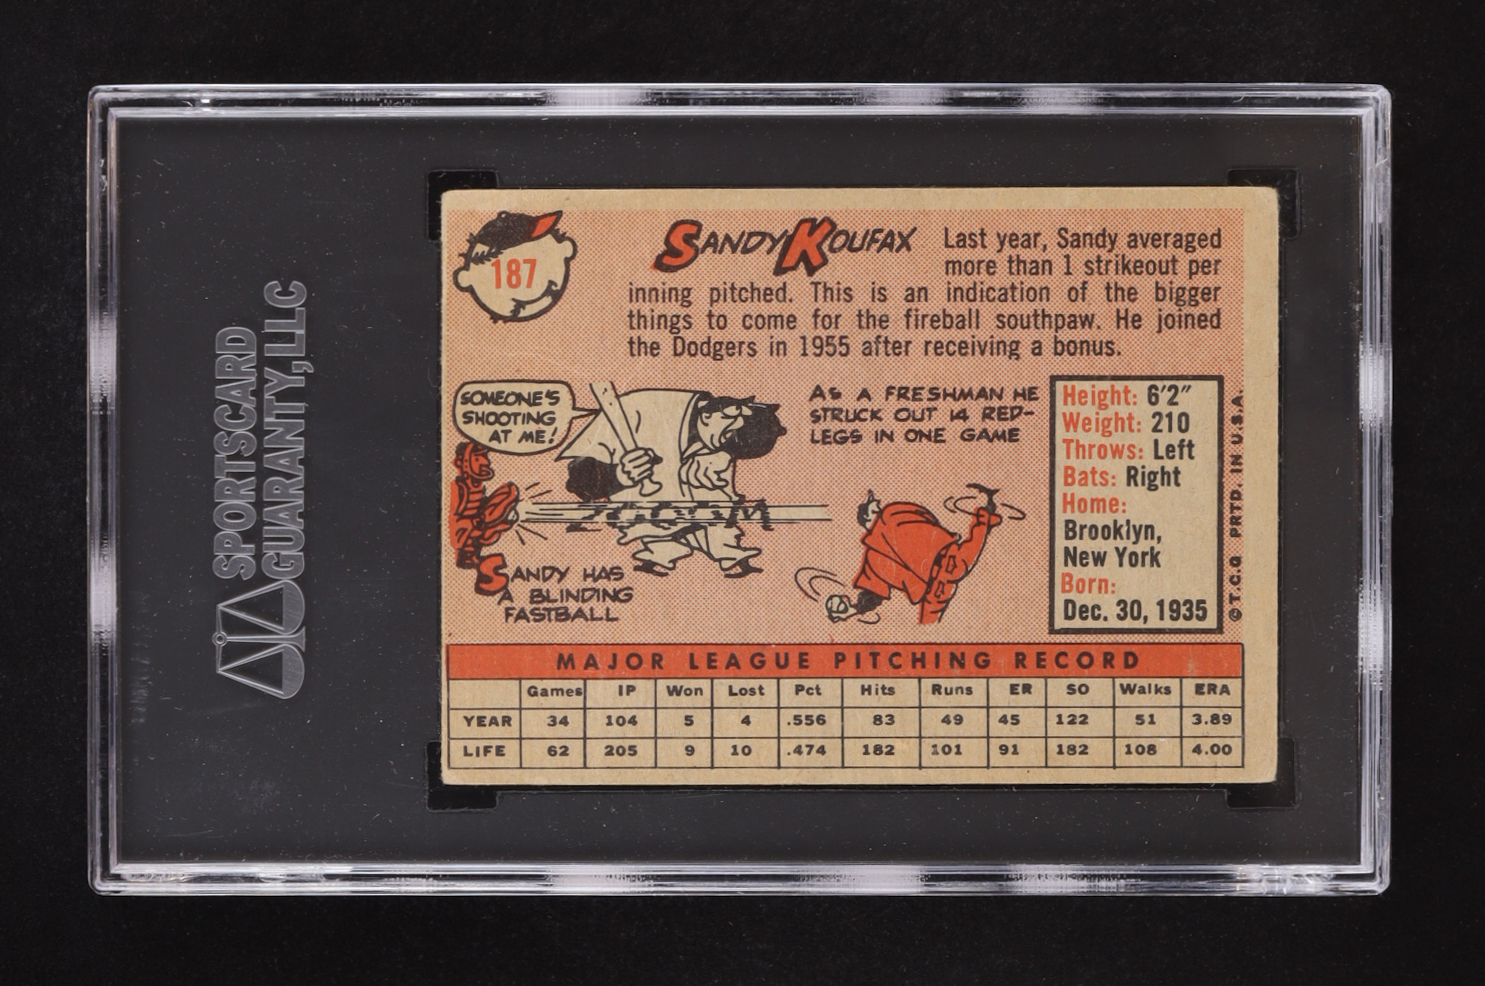 SPORTSCARD
GUARANTY,LLC
187
SANDY KOUFAX
Last year, Sandy averaged
more than 1 strikeout per
inning pitched. This is an indication of the bigger
things to come for the fireball southpaw. He joined
the Dodgers in 1955 after receiving a bonus.
SOMEONE'S
SHOOTING
AT ME!
AS A FRESHMAN HE
STRUCK OUT 14 RED-
LEGS IN ONE GAME
ZOOM
SANDY HAS
A BLINDING
FASTBALL
Height: 6'2"
Weight: 210
Throws: Left
Bats: Right
Home:
Brooklyn,
New York
Born:
Dec. 30, 1935
©T.C.G PRTD. IN U.S.A.
MAJOR LEAGUE PITCHING RECORD
Games IP Won Lost Pct Hits Runs ER SO Walks ERA
YEAR 34 104 5 4 .556 83 49 45 122 51 3.89
LIFE 62 205 9 10 .474 182 101 91 182 108 4.00